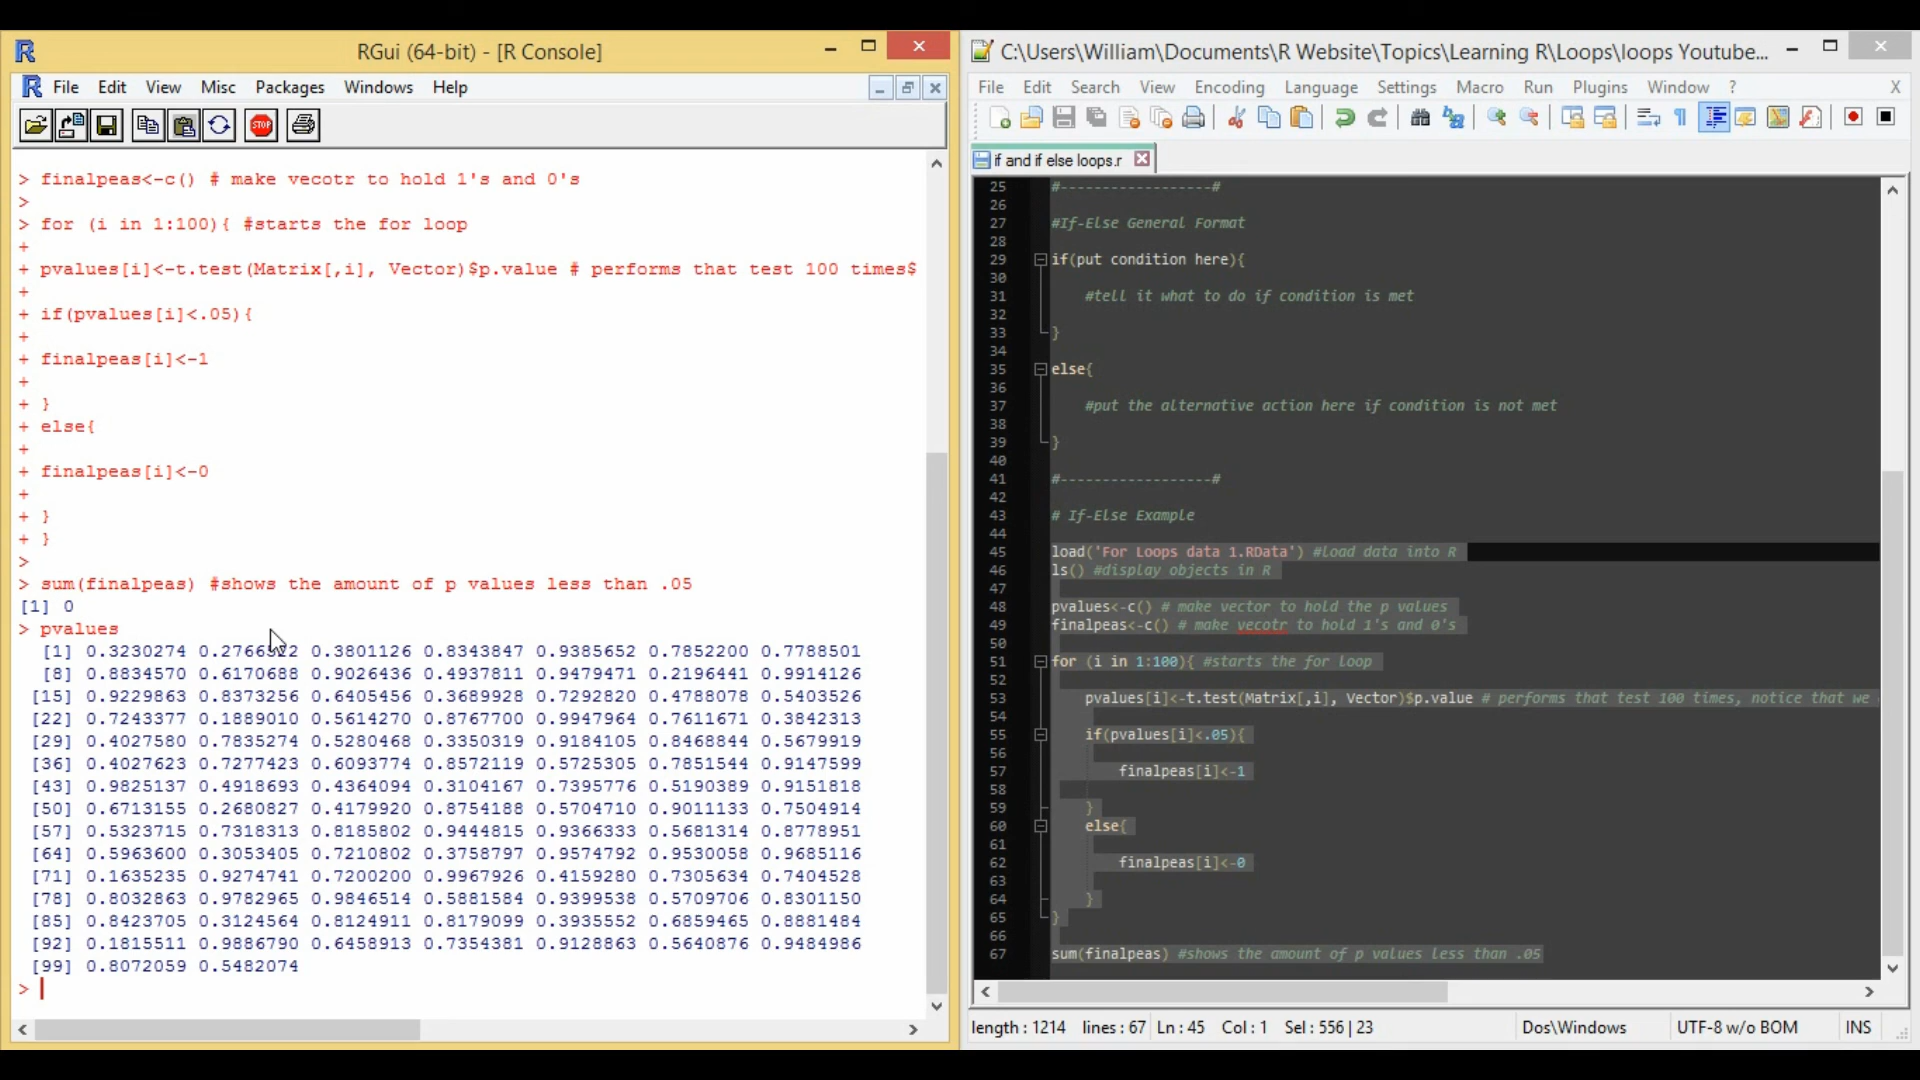 RGui (64-bit) - [R Console]
File Edit View Misc Packages Windows Help
STOP
> finalpeas<-c() # make vecotr to hold 1's and 0's
>
> for (i in 1:100){ #starts the for loop
+
+ pvalues[i]<-t.test(Matrix[,i], Vector)$p.value # performs that test 100 times$
+
+ if(pvalues[i]<.05){
+
+ finalpeas[i]<-1
+
+ }
+ else{
+
+ finalpeas[i]<-0
+
+ }
+ }
>
> sum(finalpeas) #shows the amount of p values less than .05
[1] 0
> pvalues
[1] 0.3230274 0.3801126 0.8343847 0.9385652 0.7852200 0.7788501
[8] 0.8834570 0.6170688 0.9026436 0.4937811 0.9479471 0.2196441 0.9914126
[15] 0.9229863 0.8373256 0.6405456 0.3689928 0.7292820 0.4788078 0.5403526
[22] 0.7243377 0.1889010 0.5614270 0.8767700 0.9947964 0.7611671 0.3842313
[29] 0.4027580 0.7835274 0.5280468 0.3350319 0.9184105 0.8468844 0.5679919
[36] 0.4027623 0.7277423 0.6093774 0.8572119 0.5725305 0.7851544 0.9147599
[43] 0.9825137 0.4918693 0.4364094 0.3104167 0.7395776 0.5190389 0.9151818
[50] 0.6713155 0.2680827 0.4179920 0.8754188 0.5704710 0.9011133 0.7504914
[57] 0.5323715 0.7318313 0.8185802 0.9444815 0.9366333 0.5681314 0.8778951
[64] 0.5963600 0.3053405 0.7210802 0.3758797 0.9574792 0.9530058 0.9685116
[71] 0.1635235 0.9274741 0.7200200 0.9967926 0.4159280 0.7305634 0.7404528
[78] 0.8032863 0.9782965 0.9846514 0.5881584 0.9399538 0.5709706 0.8301150
[85] 0.8423705 0.3124564 0.8124911 0.8179099 0.3935552 0.6859465 0.8881484
[92] 0.1815511 0.9886790 0.6458913 0.7354381 0.9128863 0.5640876 0.9484986
[99] 0.8072059 0.5482074
>
C:\Users\William\Documents\R Website\Topics\Learning R\Loops\loops Youtube...
File Edit Search View Encoding Language Settings Macro Run Plugins Window ? X
if and if else loops.r
25 #------------------#
26
27 #If-Else General Format
28
29 if(put condition here){
30
31 #tell it what to do if condition is met
32
33 }
34
35 else{
36
37 #put the alternative action here if condition is not met
38
39 }
40
41 #------------------#
42
43 # If-Else Example
44
45 load('For Loops data 1.RData') #load data into R
46 ls() #display objects in R
47
48 pvalues<-c() # make vector to hold the p values
49 finalpeas<-c() # make vecotr to hold 1's and 0's
50
51 for (i in 1:100){ #starts the for loop
52
53 pvalues[i]<-t.test(Matrix[,i], Vector)$p.value # performs that test 100 times, notice that we
54
55 if(pvalues[i]<.05){
56
57 finalpeas[i]<-1
58
59 }
60 else{
61
62 finalpeas[i]<-0
63
64 }
65 }
66
67 sum(finalpeas) #shows the amount of p values less than .05
length : 1214 lines : 67 Ln : 45 Col : 1 Sel : 556 | 23 Dos\Windows UTF-8 w/o BOM INS